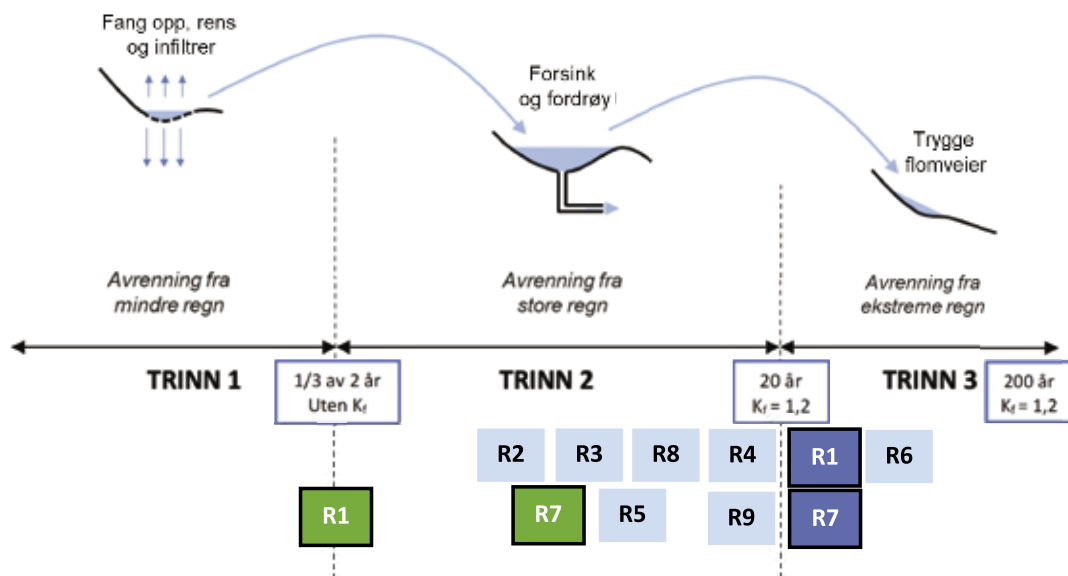 Fang opp, rens
og infiltrer
Forsink
og fordrøy
Trygge
flomveier
Avrenning fra
mindre regn
Avrenning fra
store regn
Avrenning fra
ekstreme regn
TRINN 1
1/3 av 2 år
Uten Kf
TRINN 2
20 år
Kf = 1,2
TRINN 3
200 år
Kf = 1,2
R2 R3 R8 R4 R1 R6
R1 R7 R5 R9 R7